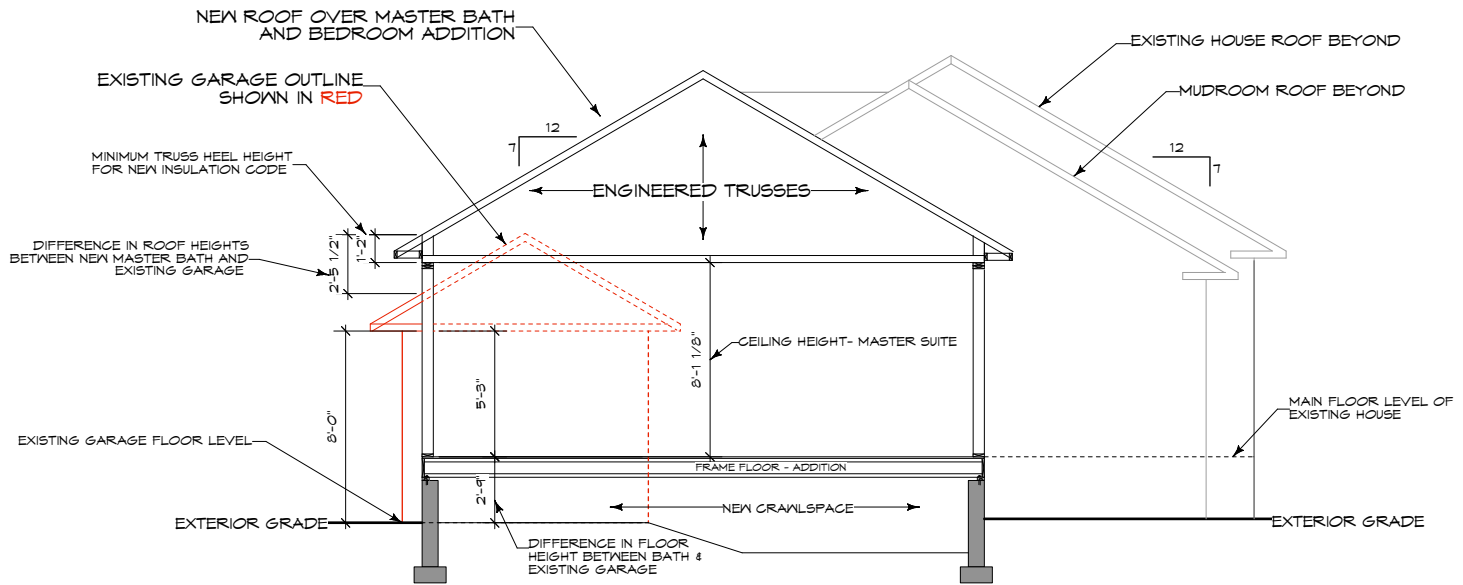 NEW ROOF OVER MASTER BATH
AND BEDROOM ADDITION
EXISTING HOUSE ROOF BEYOND
EXISTING GARAGE OUTLINE
SHOWN IN RED
MUDROOM ROOF BEYOND
12
7
12
7
MINIMUM TRUSS HEEL HEIGHT
FOR NEW INSULATION CODE
ENGINEERED TRUSSES
DIFFERENCE IN ROOF HEIGHTS
BETWEEN NEW MASTER BATH AND
EXISTING GARAGE
2'-5 1/2"
1'-2"
CEILING HEIGHT- MASTER SUITE
8'-1 1/8"
5'-3"
8'-0"
MAIN FLOOR LEVEL OF
EXISTING HOUSE
EXISTING GARAGE FLOOR LEVEL
FRAME FLOOR - ADDITION
2'-9"
NEW CRAWLSPACE
EXTERIOR GRADE
EXTERIOR GRADE
DIFFERENCE IN FLOOR
HEIGHT BETWEEN BATH &
EXISTING GARAGE